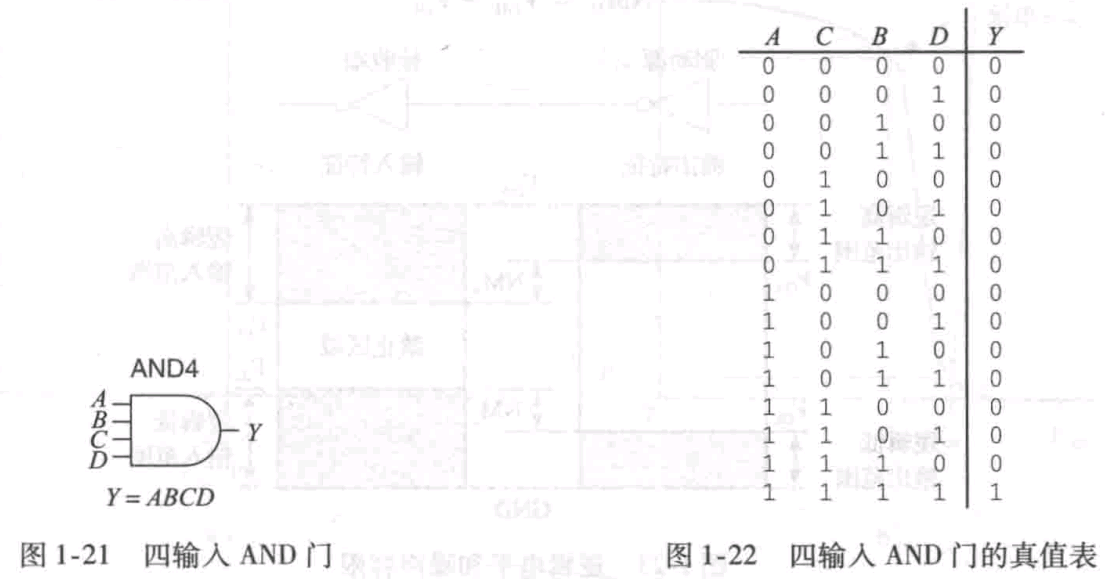 A C B D Y
0 0 0 0 0
0 0 0 1 0
0 0 1 0 0
0 0 1 1 0
0 1 0 0 0
0 1 0 1 0
0 1 1 0 0
0 1 1 1 0
1 0 0 0 0
1 0 0 1 0
1 0 1 0 0
1 0 1 1 0
1 1 0 0 0
1 1 0 1 0
1 1 1 0 0
1 1 1 1 1
AND4
A
B
C
D
Y
Y = ABCD
图 1-21 四输入 AND 门
图 1-22 四输入 AND 门的真值表